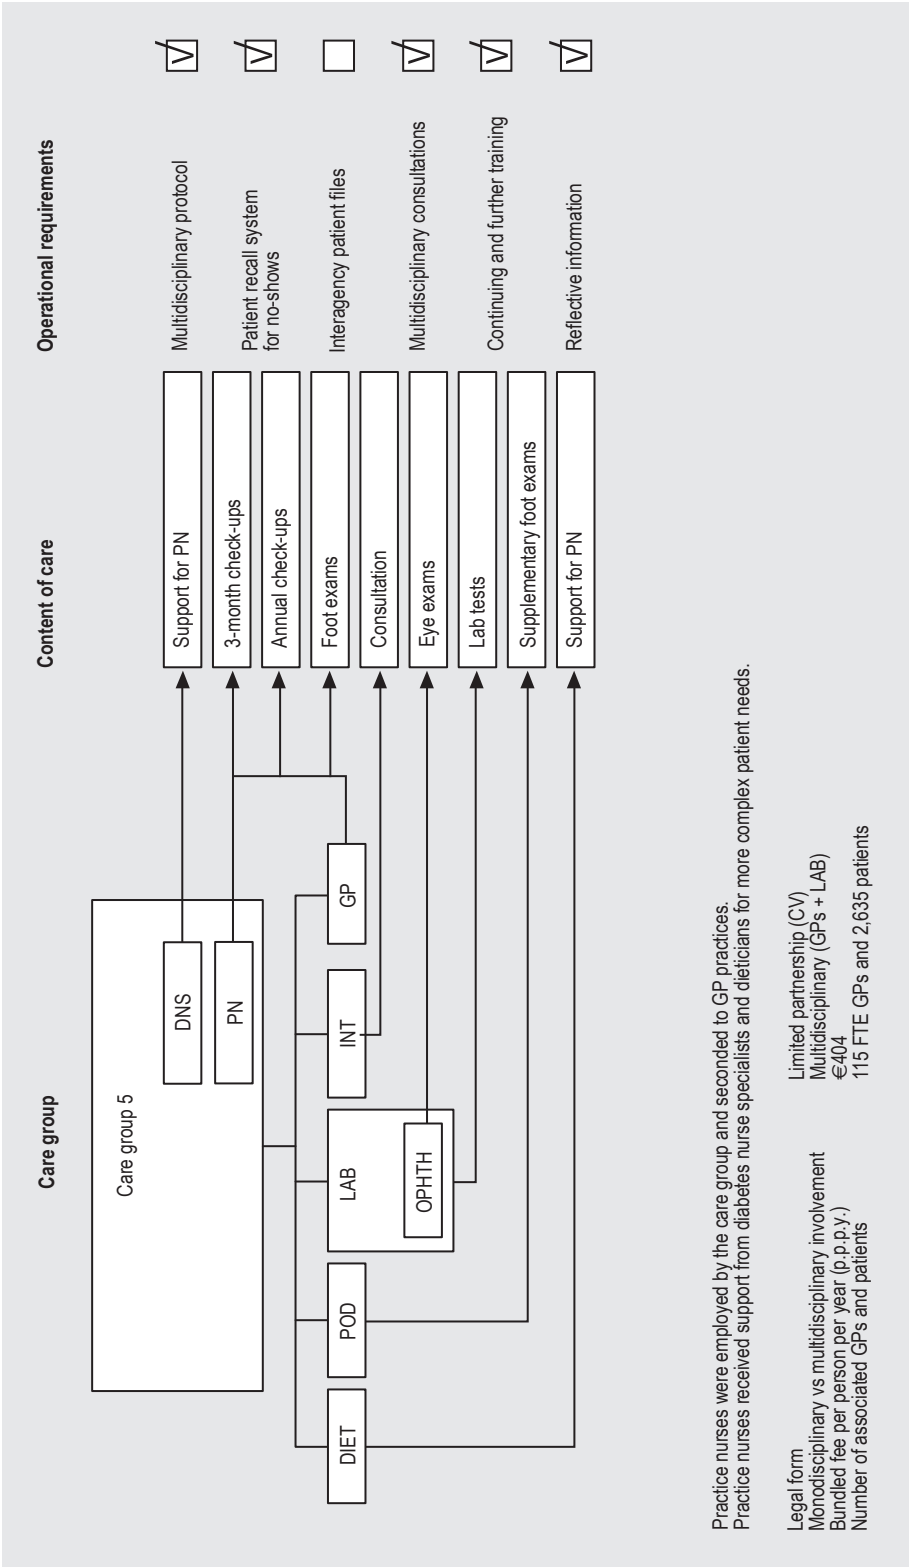 Care group
Content of care
Operational requirements
Care group 5
DNS
PN
DIET
POD
LAB
OPHTH
INT
GP
Support for PN
3-month check-ups
Annual check-ups
Foot exams
Consultation
Eye exams
Lab tests
Supplementary foot exams
Support for PN
Multidisciplinary protocol
Patient recall system
for no-shows
Interagency patient files
Multidisciplinary consultations
Continuing and further training
Reflective information
Practice nurses were employed by the care group and seconded to GP practices.
Practice nurses received support from diabetes nurse specialists and dieticians for more complex patient needs.
Legal form Limited partnership (CV)
Monodisciplinary vs multidisciplinary involvement Multidisciplinary (GPs + LAB)
Bundled fee per person per year (p.p.p.y.) €404
Number of associated GPs and patients 115 FTE GPs and 2,635 patients